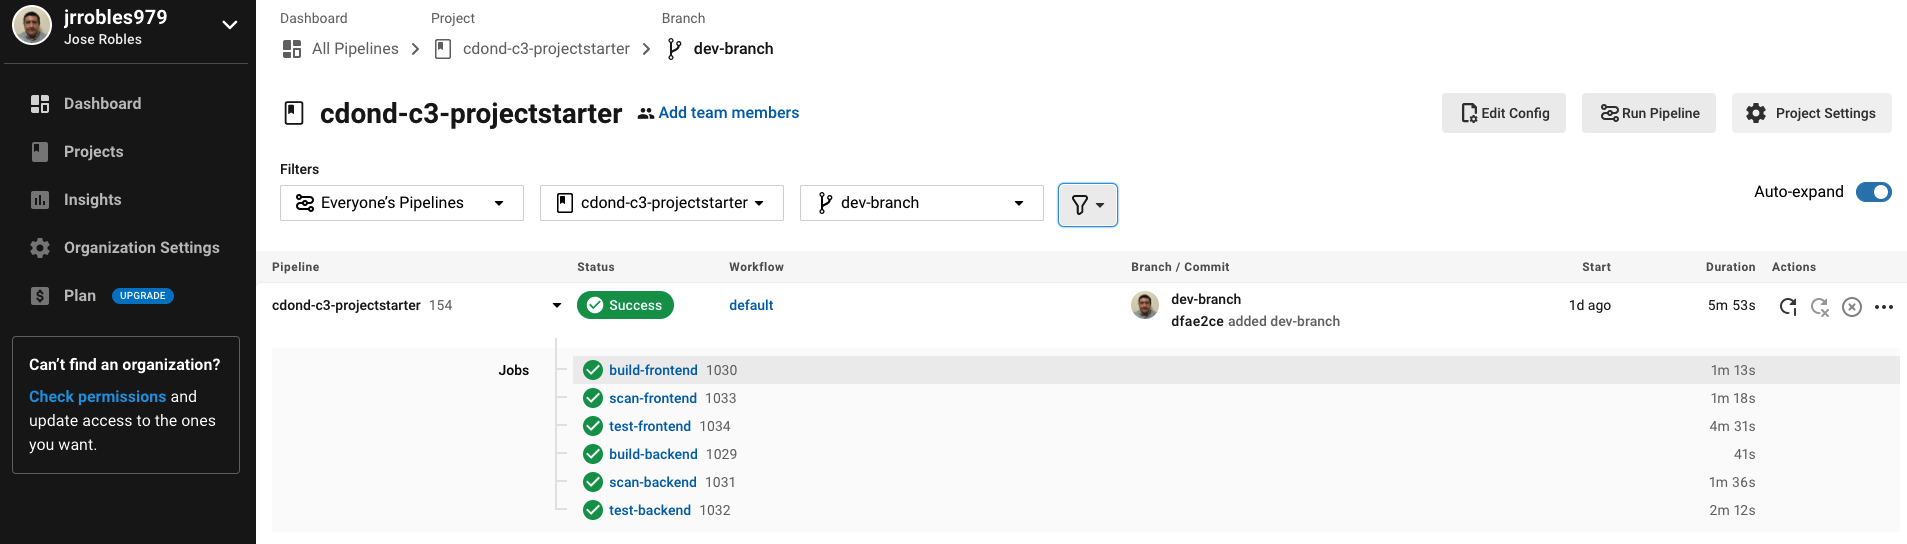 jrrobles979
Jose Robles
Dashboard
Projects
Insights
Organization Settings
Plan UPGRADE
Can't find an organization?
Check permissions and
update access to the ones
you want.
Dashboard Project Branch
All Pipelines cdond-c3-projectstarter dev-branch
cdond-c3-projectstarter Add team members
Edit Config Run Pipeline Project Settings
Filters
Everyone's Pipelines cdond-c3-projectstarter dev-branch
Auto-expand
Pipeline Status Workflow Branch / Commit Start Duration Actions
cdond-c3-projectstarter 154 Success default dev-branch 1d ago 5m 53s
dfae2ce added dev-branch
Jobs build-frontend 1030 1m 13s
scan-frontend 1033 1m 18s
test-frontend 1034 4m 31s
build-backend 1029 41s
scan-backend 1031 1m 36s
test-backend 1032 2m 12s